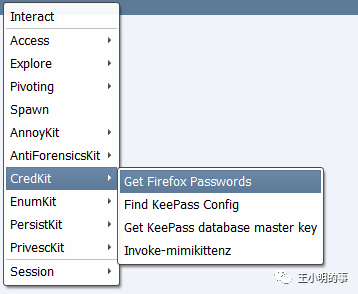 Interact
Access
Explore
Pivoting
Spawn
AnnoyKit
AntiForensicsKit
CredKit
EnumKit
PersistKit
PrivescKit
Session
Get Firefox Passwords
Find KeePass Config
Get KeePass database master key
Invoke-mimikittenz
王小明的事